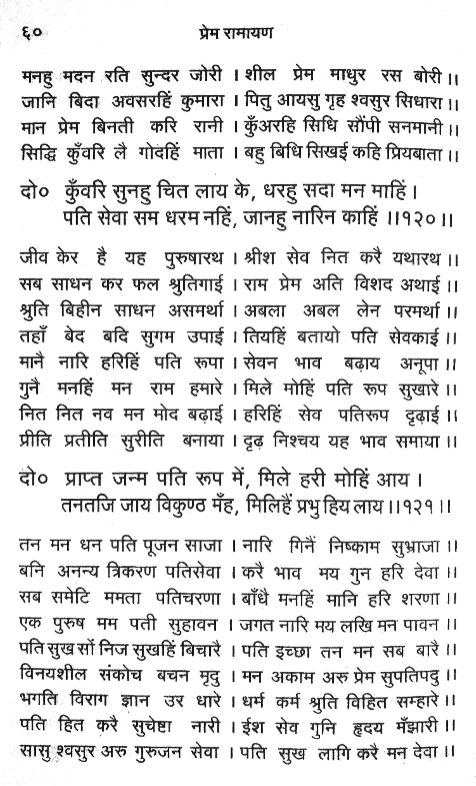 ६० प्रेम रामायण
मनहु मदन रति सुन्दर जोरी । शील प्रेम माधुर रस बोरी ।।
जानि बिदा अवसरहिं कुमारा । पितु आयसु गृह श्वसुर सिधारा ।।
मान प्रेम बिनती करि रानी । कुँअरहि सिधि सौंपी सनमानी ।।
सिद्धि कुँवरि लै गोदहिं माता । बहु बिधि सिखई कहि प्रियबाता ।।
दो० कुँवरि सुनहु चित लाय के, धरहु सदा मन माहिं ।
पति सेवा सम धरम नहिं, जानहु नारिन काहिं ।।१२०।।
जीव केर है यह पुरुषारथ । श्रीश सेव नित करै यथारथ ।।
सब साधन कर फल श्रुतिगाई । राम प्रेम अति विशद अथाई ।।
श्रुति बिहीन साधन असमर्था । अबला अबल लेन परमर्था ।।
तहाँ बेद बदि सुगम उपाई । तियहिं बतायो पति सेवकाई ।।
मानै नारि हरिहिं पति रूपा । सेवन भाव बढ़ाय अनूपा ।।
गुनै मनहिं मन राम हमारे । मिले मोहिं पति रूप सुखारे ।।
नित नित नव मन मोद बढ़ाई । हरिहिं सेव पतिरूप दृढ़ाई ।।
प्रीति प्रतीति सुरीति बनाया । दृढ़ निश्चय यह भाव समाया ।।
दो० प्राप्त जन्म पति रूप में, मिले हरी मोहिं आय ।
तनतजि जाय विकुण्ठ मँह, मिलिहैं प्रभु हिय लाय ।।१२१।।
तन मन धन पति पूजन साजा । नारि गिनैं निष्काम सुभ्राजा ।।
बनि अनन्य त्रिकरण पतिसेवा । करै भाव मय गुन हरि देवा ।।
सब समेटि ममता पतिचरणा । बाँधै मनहिं मानि हरि शरणा ।।
एक पुरुष मम पती सुहावन । जगत नारि मय लखि मन पावन ।।
पति सुख सों निज सुखहिं बिचारै । पति इच्छा तन मन सब बारै ।।
विनयशील संकोच बचन मृदु । मन अकाम अरु प्रेम सुपतिपदु ।।
भगति विराग ज्ञान उर धारे । धर्म कर्म श्रुति विहित सम्हारे ।।
पति हित करै सुचेष्टा नारी । ईश सेव गुनि हृदय मँझारी ।।
सासु श्वसुर अरु गुरुजन सेवा । पति सुख लागि करै मन देवा ।।